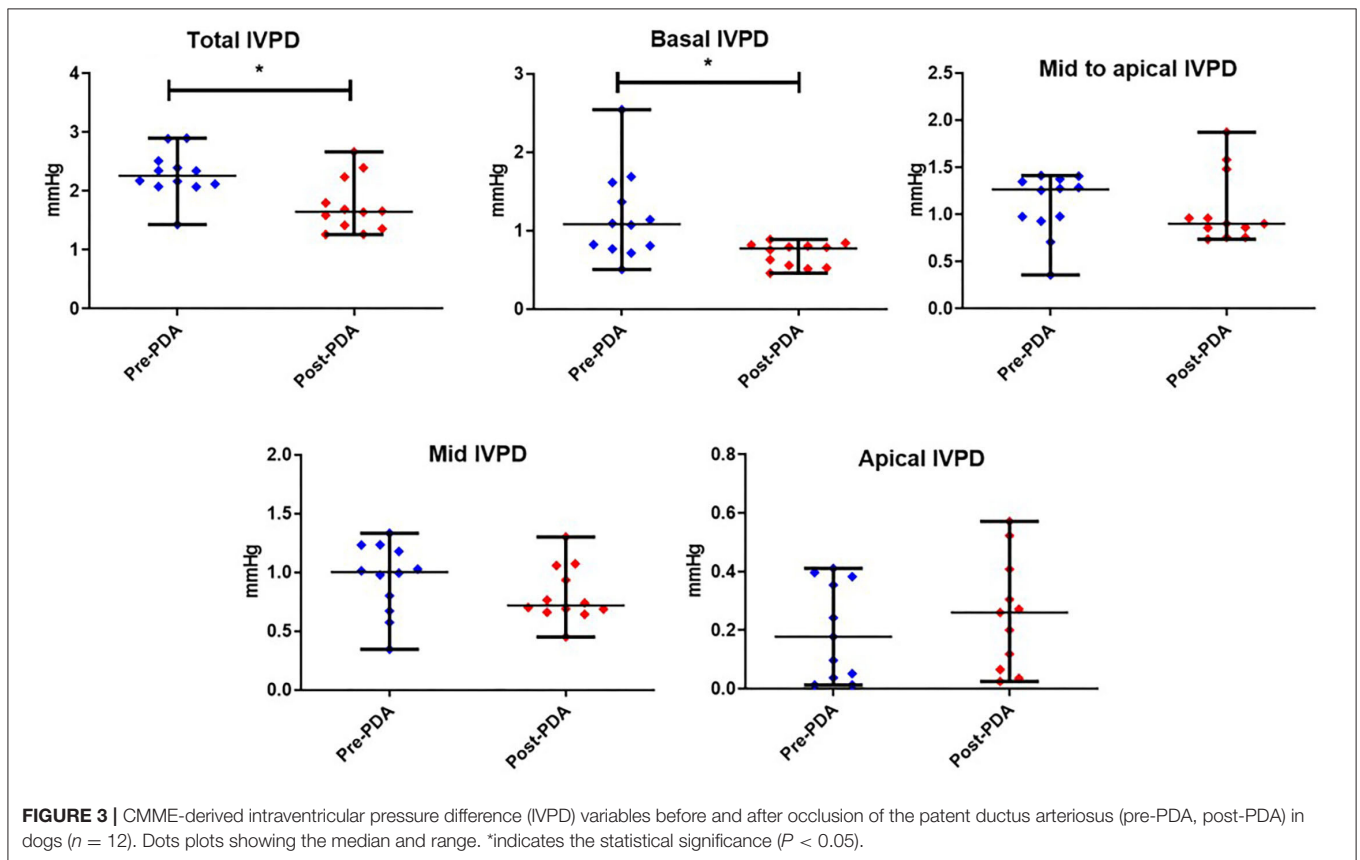 Total IVPD
*
4
3
2
1
0
mmHg
Pre-PDA
Post-PDA
Basal IVPD
*
3
2
1
0
mmHg
Pre-PDA
Post-PDA
Mid to apical IVPD
2.5
2.0
1.5
1.0
0.5
0.0
mmHg
Pre-PDA
Post-PDA
Mid IVPD
2.0
1.5
1.0
0.5
0.0
mmHg
Pre-PDA
Post-PDA
Apical IVPD
0.8
0.6
0.4
0.2
0.0
mmHg
Pre-PDA
Post-PDA
FIGURE 3 | CMME-derived intraventricular pressure difference (IVPD) variables before and after occlusion of the patent ductus arteriosus (pre-PDA, post-PDA) in
dogs (n = 12). Dots plots showing the median and range. *indicates the statistical significance (P < 0.05).